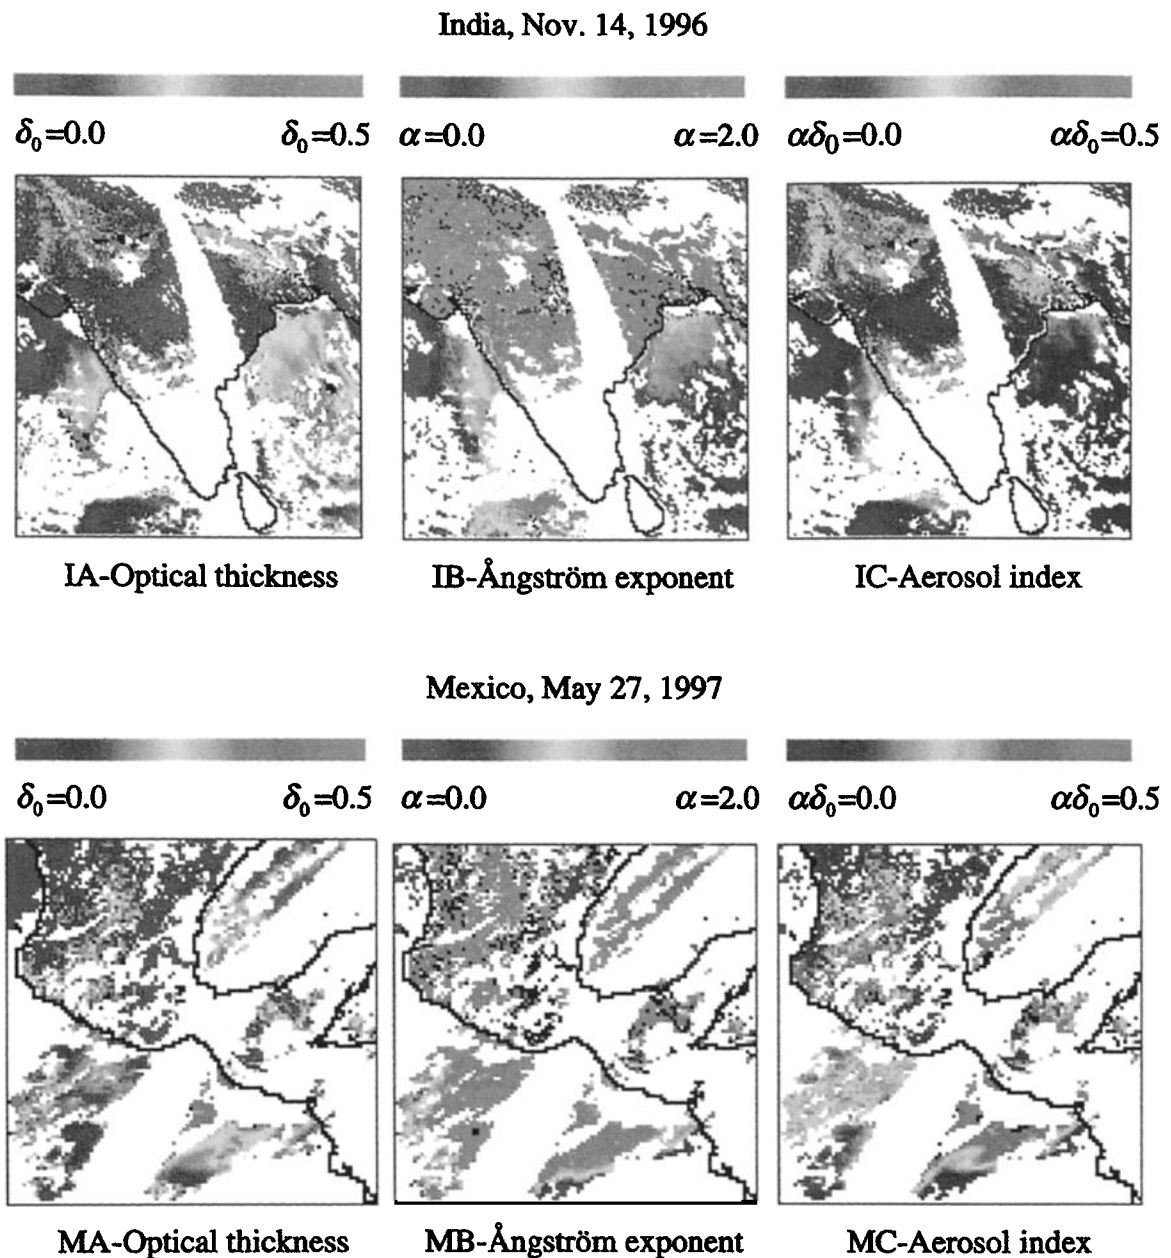 India, Nov. 14, 1996
δ₀=0.0 δ₀=0.5 α=0.0 α=2.0 αδ₀=0.0 αδ₀=0.5
IA-Optical thickness IB-Ångström exponent IC-Aerosol index
Mexico, May 27, 1997
δ₀=0.0 δ₀=0.5 α=0.0 α=2.0 αδ₀=0.0 αδ₀=0.5
MA-Optical thickness MB-Ångström exponent MC-Aerosol index